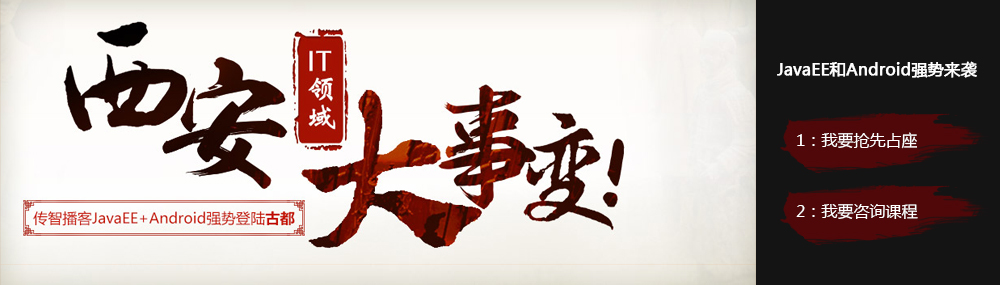 西安
IT领域
大事变!
传智播客JavaEE+Android强势登陆古都
JavaEE和Android强势来袭
1：我要抢先占座
2：我要咨询课程